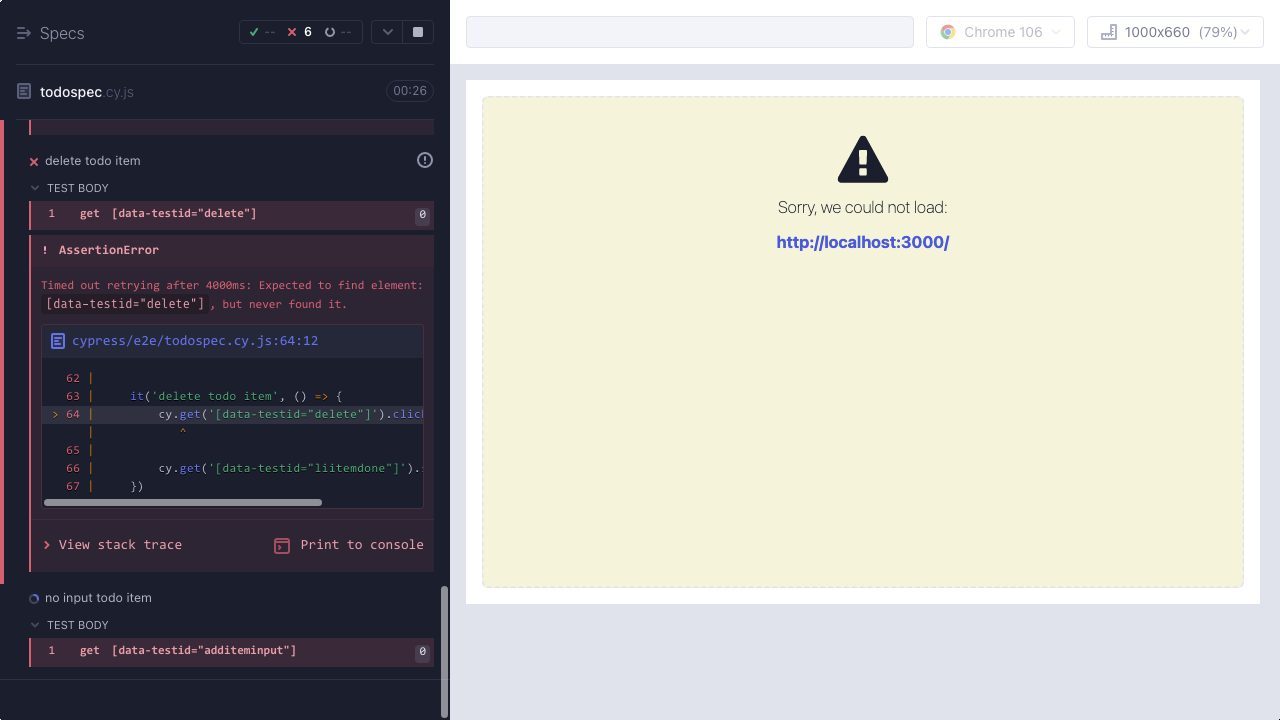 Specs
-- 6 --
todospec.cy.js
00:26
delete todo item
TEST BODY
1 get [data-testid="delete"] 0
! AssertionError
Timed out retrying after 4000ms: Expected to find element:
[data-testid="delete"], but never found it.
cypress/e2e/todospec.cy.js:64:12
62 |
63 | it('delete todo item', () => {
> 64 | cy.get('[data-testid="delete"]').click
| ^
65 |
66 | cy.get('[data-testid="liitemdone"]').
67 | })
View stack trace
Print to console
no input todo item
TEST BODY
1 get [data-testid="additeminput"] 0
Chrome 106
1000x660 (79%)
Sorry, we could not load:
http://localhost:3000/